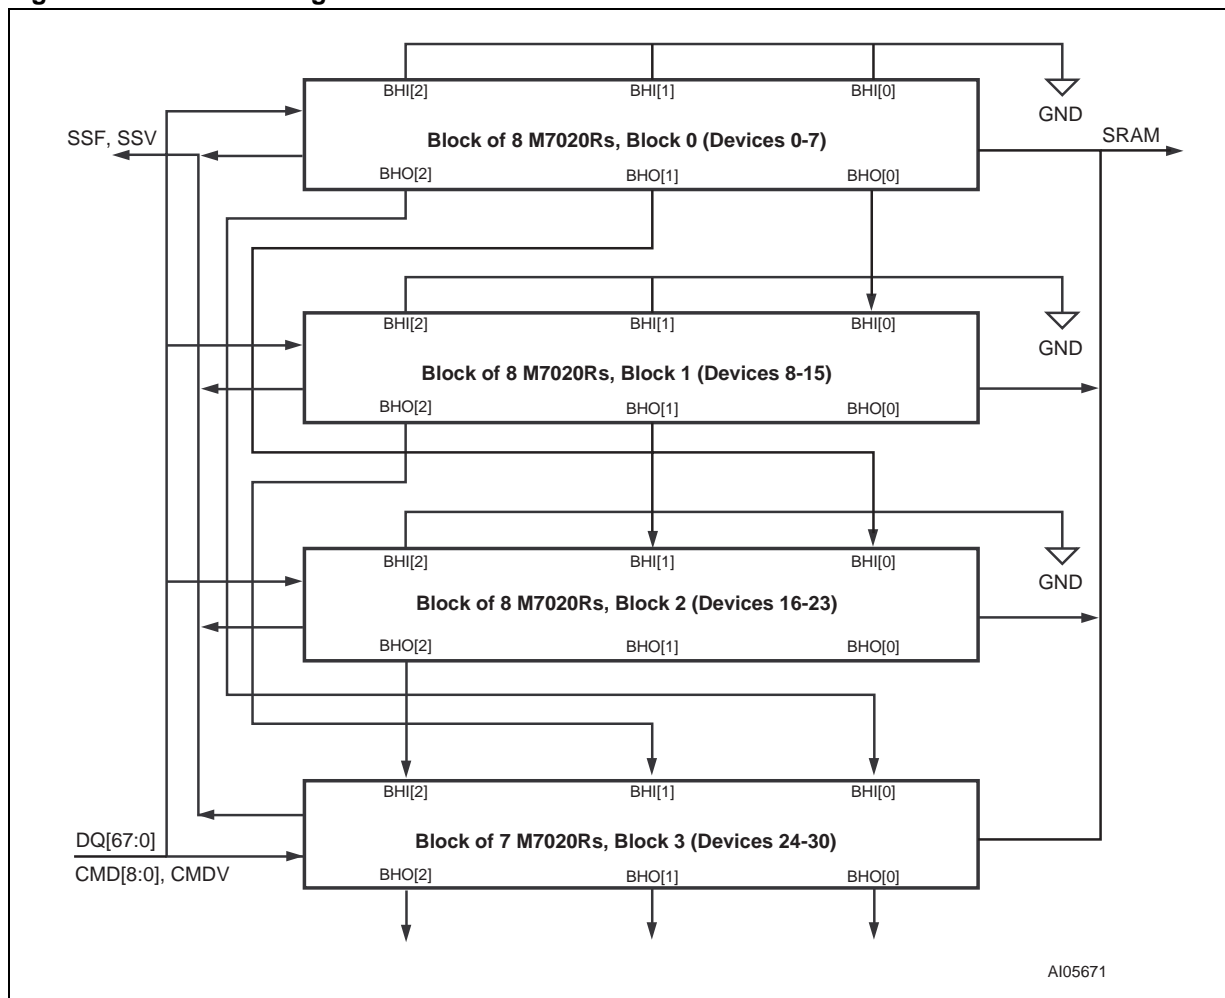 BHI[2] BHI[1] BHI[0]
GND
Block of 8 M7020Rs, Block 0 (Devices 0-7)
SSF, SSV
SRAM
BHO[2] BHO[1] BHO[0]
BHI[2] BHI[1] BHI[0]
GND
Block of 8 M7020Rs, Block 1 (Devices 8-15)
BHO[2] BHO[1] BHO[0]
BHI[2] BHI[1] BHI[0]
GND
Block of 8 M7020Rs, Block 2 (Devices 16-23)
BHO[2] BHO[1] BHO[0]
BHI[2] BHI[1] BHI[0]
DQ[67:0]
Block of 7 M7020Rs, Block 3 (Devices 24-30)
CMD[8:0], CMDV
BHO[2] BHO[1] BHO[0]
AI05671